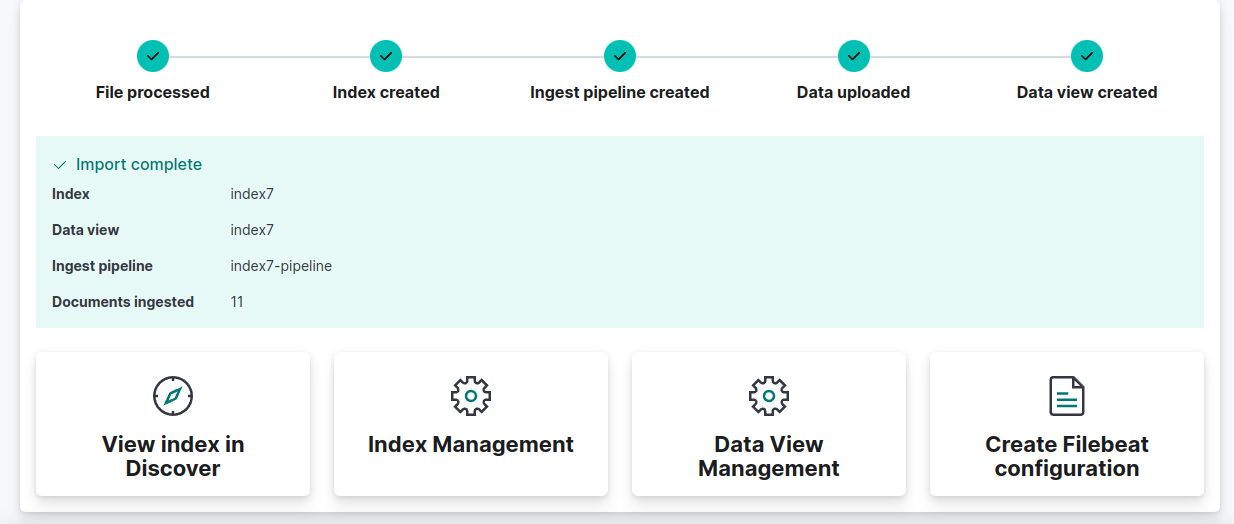 File processed
Index created
Ingest pipeline created
Data uploaded
Data view created
Import complete
Index index7
Data view index7
Ingest pipeline index7-pipeline
Documents ingested 11
View index in
Discover
Index Management
Data View
Management
Create Filebeat
configuration